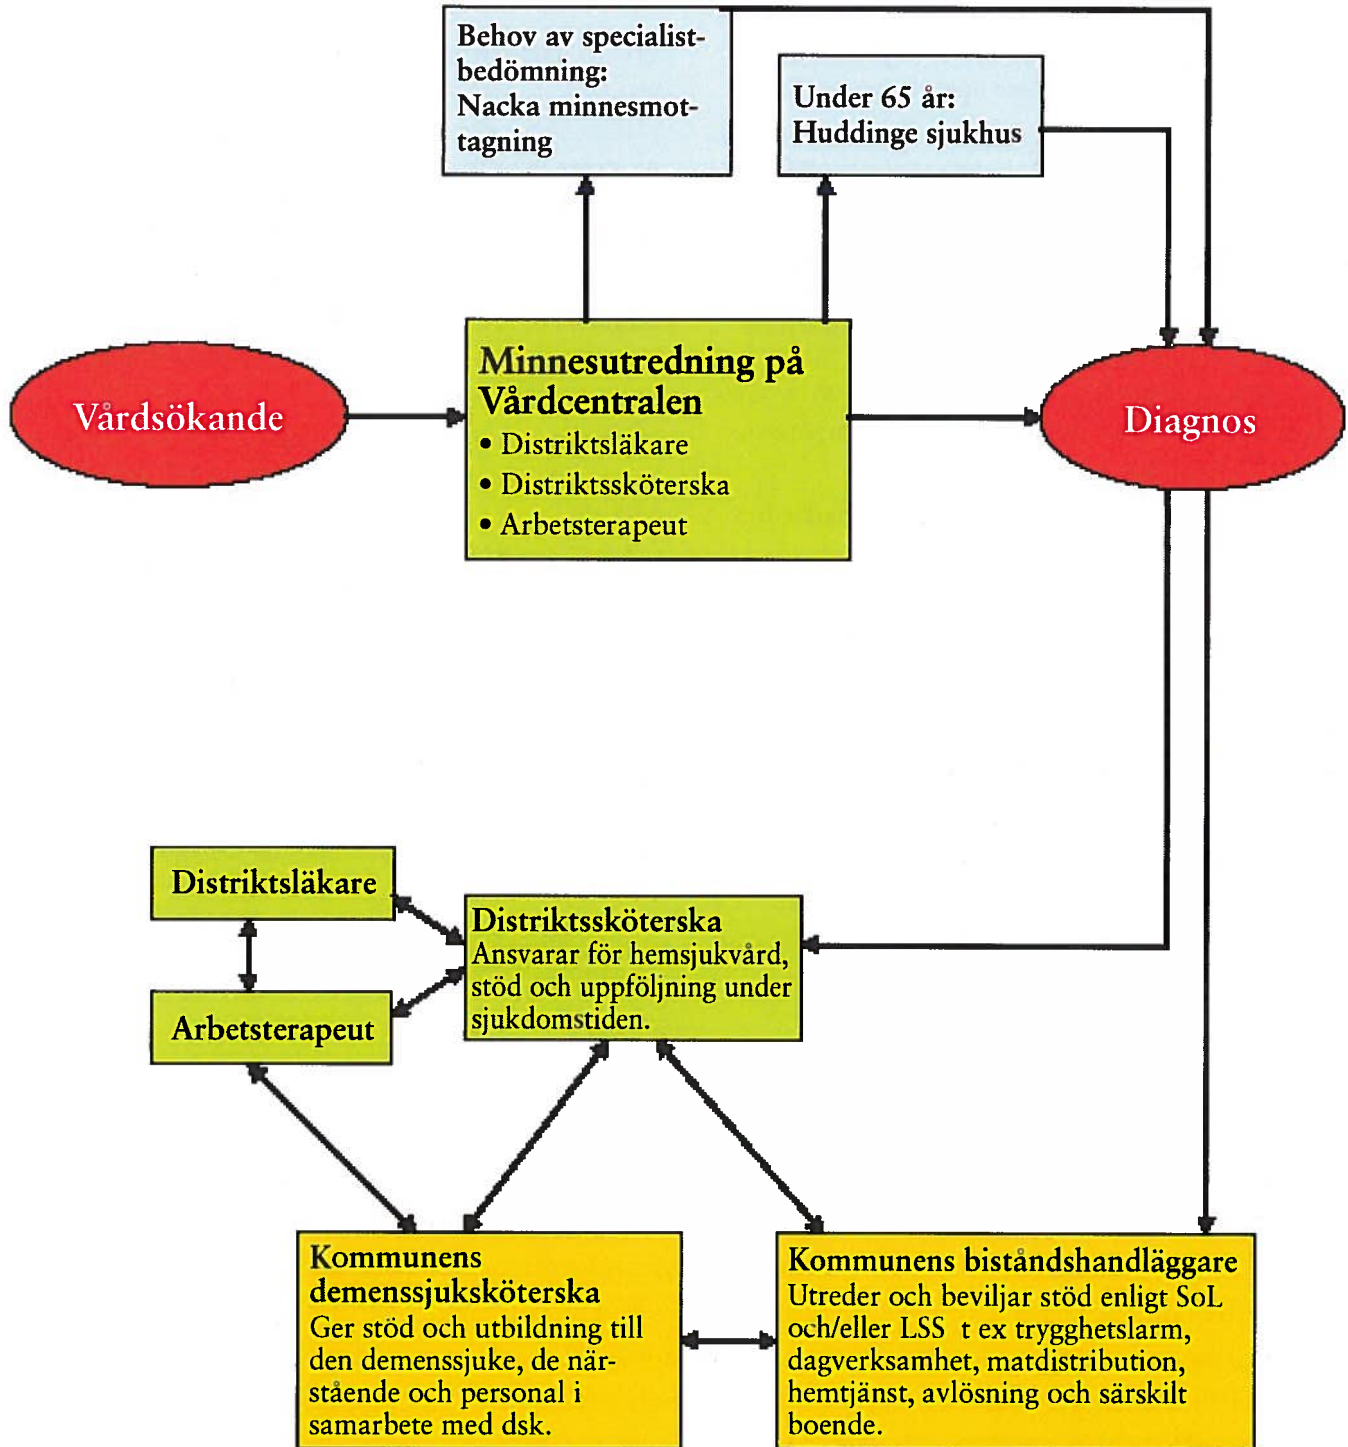 Behov av specialist-
bedömning:
Nacka minnesmot-
tagning
Under 65 år:
Huddinge sjukhus
Vårdsökande
Minnesutredning på
Vårdcentralen
• Distriktsläkare
• Distriktssköterska
• Arbetsterapeut
Diagnos
Distriktsläkare
Arbetsterapeut
Distriktssköterska
Ansvarar för hemsjukvård,
stöd och uppföljning under
sjukdomstiden.
Kommunens
demenssjuksköterska
Ger stöd och utbildning till
den demenssjuke, de när-
stående och personal i
samarbete med dsk.
Kommunens biståndshandläggare
Utreder och beviljar stöd enligt SoL
och/eller LSS t ex trygghetslarm,
dagverksamhet, matdistribution,
hemtjänst, avlösning och särskilt
boende.